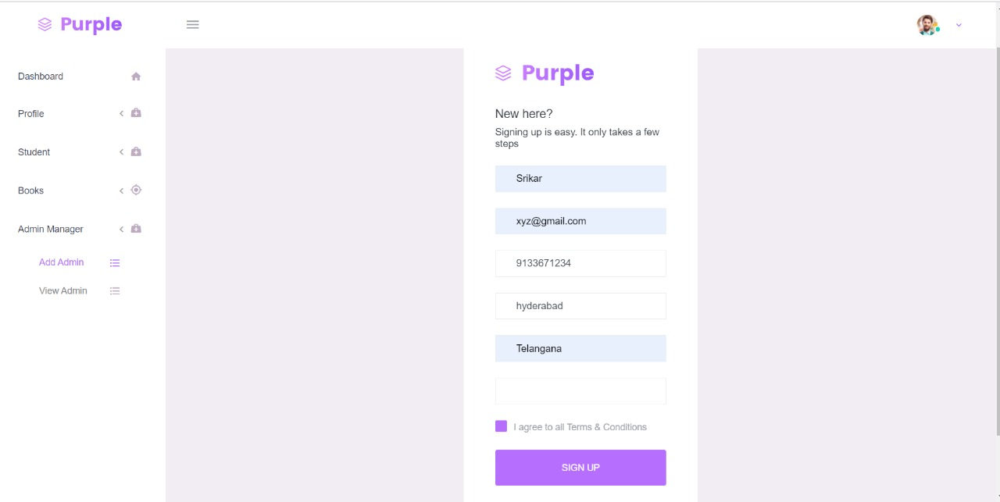 Purple
Dashboard
Profile
Student
Books
Admin Manager
Add Admin
View Admin
Purple
New here?
Signing up is easy. It only takes a few
steps
Srikar
xyz@gmail.com
9133671234
hyderabad
Telangana
I agree to all Terms & Conditions
SIGN UP